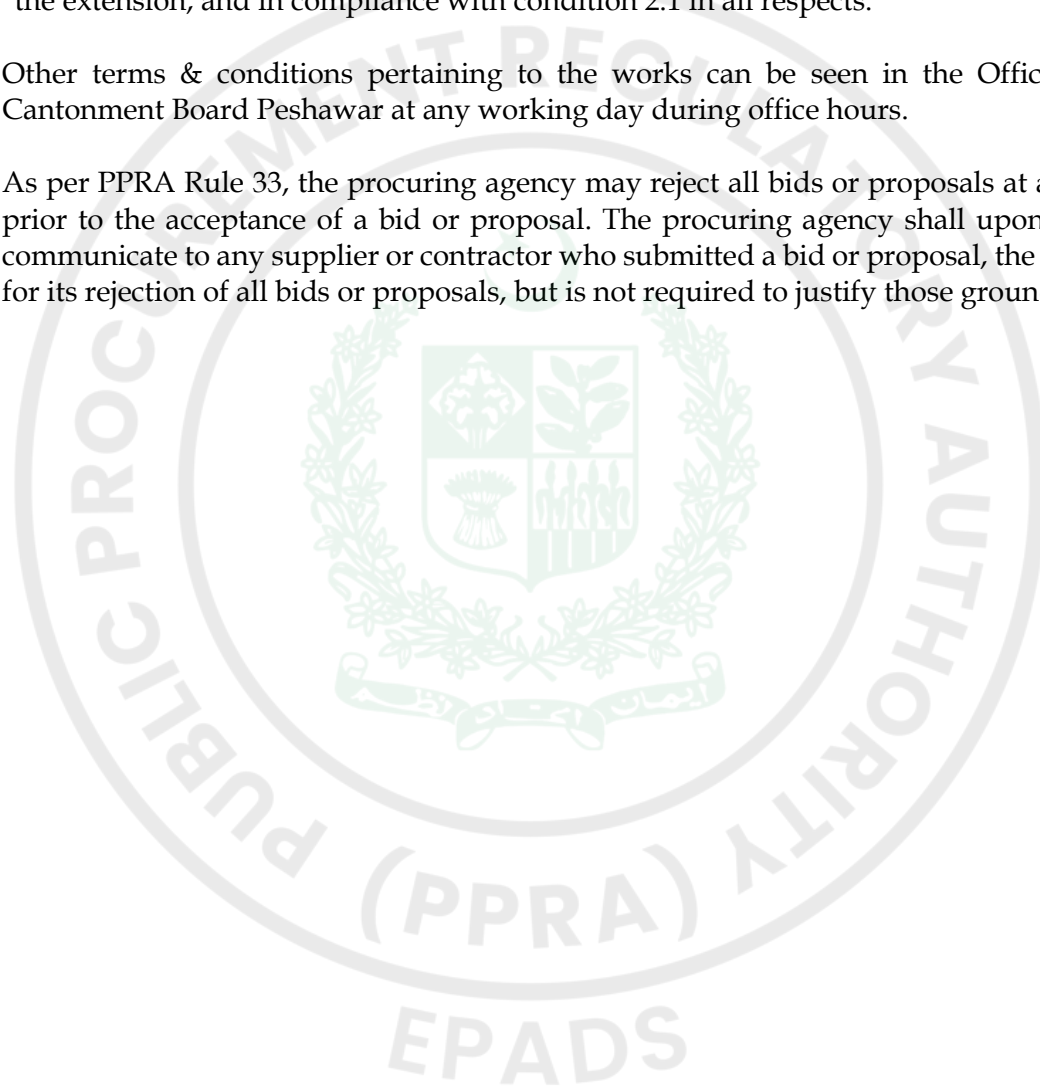 the extension, and in compliance with condition 2.1 in all respects.
Other terms & conditions pertaining to the works can be seen in the Offic
Cantonment Board Peshawar at any working day during office hours.
As per PPRA Rule 33, the procuring agency may reject all bids or proposals at a
prior to the acceptance of a bid or proposal. The procuring agency shall upon
communicate to any supplier or contractor who submitted a bid or proposal, the
for its rejection of all bids or proposals, but is not required to justify those groun
PUBLIC PROCUREMENT REGULATORY AUTHORITY
ایمان اتحاد نظم
(PPRA)
EPADS